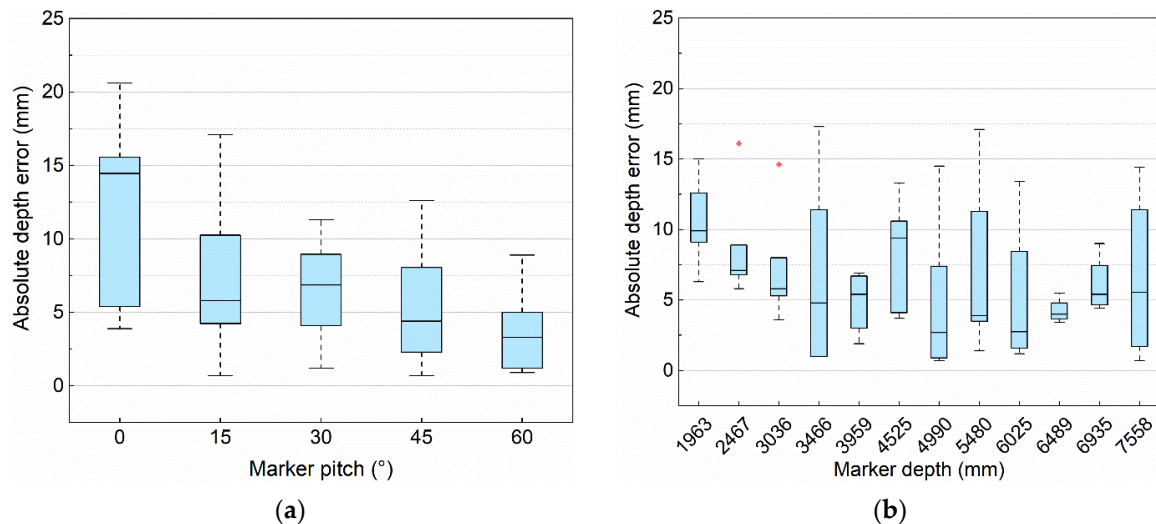 25
20
15
10
5
0
Absolute depth error (mm)
0 15 30 45 60
Marker pitch (°)
(a)
25
20
15
10
5
0
Absolute depth error (mm)
1963 2467 3036 3466 3959 4525 4990 5480 6025 6489 6935 7558
Marker depth (mm)
(b)